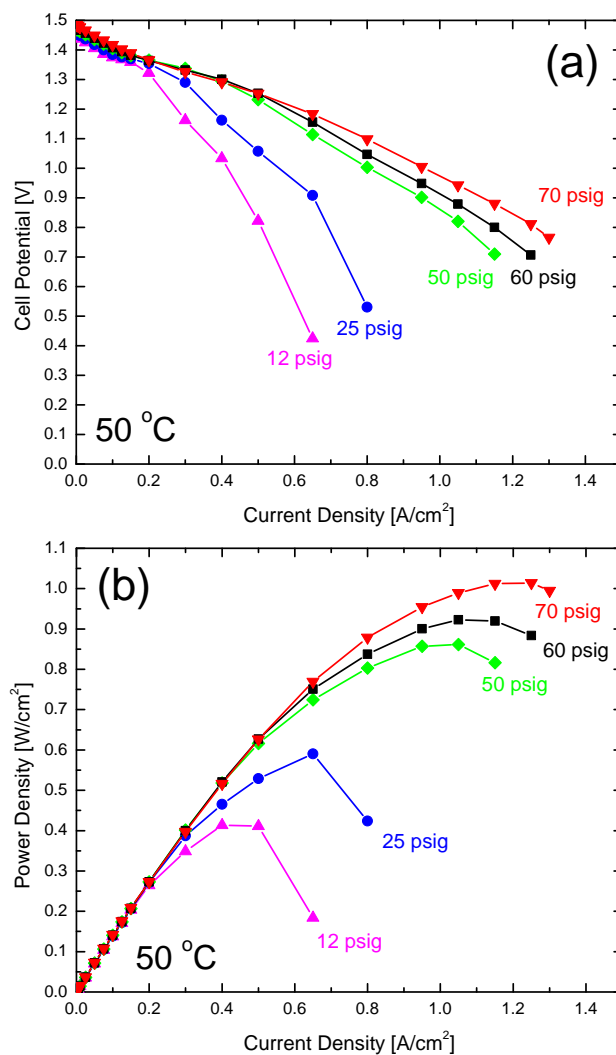 1.5
1.4
1.3
1.2
1.1
1.0
0.9
0.8
0.7
0.6
0.5
0.4
0.3
0.2
0.1
0.0
Cell Potential [V]
(a)
70 psig
60 psig
50 psig
25 psig
12 psig
50 °C
0.0 0.2 0.4 0.6 0.8 1.0 1.2 1.4
Current Density [A/cm²]
1.1
1.0
0.9
0.8
0.7
0.6
0.5
0.4
0.3
0.2
0.1
0.0
Power Density [W/cm²]
(b)
70 psig
60 psig
50 psig
25 psig
12 psig
50 °C
0.0 0.2 0.4 0.6 0.8 1.0 1.2 1.4
Current Density [A/cm²]